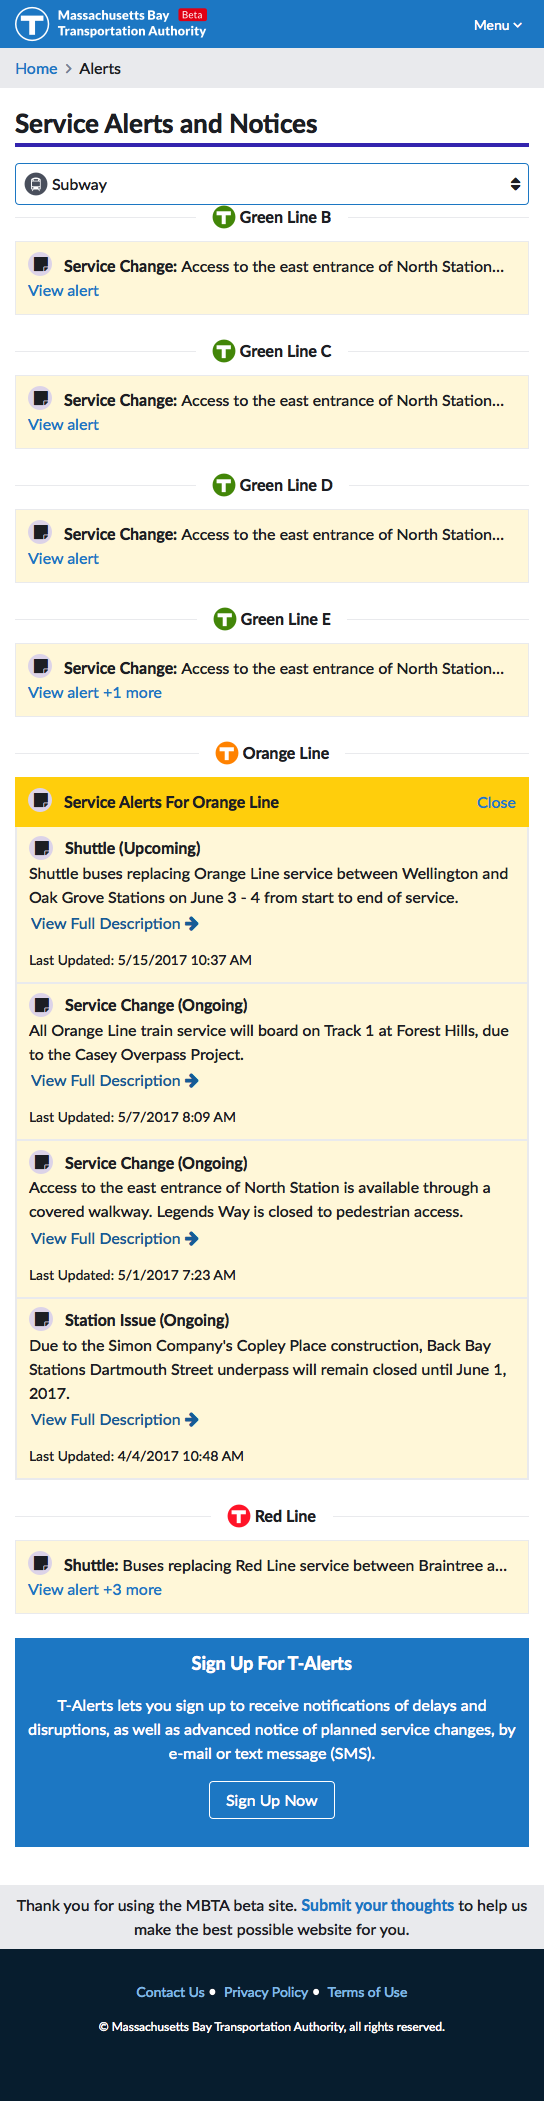 Massachusetts Bay Beta
Transportation Authority
Menu
Home > Alerts
Service Alerts and Notices
Subway
T Green Line B
Service Change: Access to the east entrance of North Station...
View alert
T Green Line C
Service Change: Access to the east entrance of North Station...
View alert
T Green Line D
Service Change: Access to the east entrance of North Station...
View alert
T Green Line E
Service Change: Access to the east entrance of North Station...
View alert +1 more
T Orange Line
Service Alerts For Orange Line Close
Shuttle (Upcoming)
Shuttle buses replacing Orange Line service between Wellington and
Oak Grove Stations on June 3 - 4 from start to end of service.
View Full Description
Last Updated: 5/15/2017 10:37 AM
Service Change (Ongoing)
All Orange Line train service will board on Track 1 at Forest Hills, due
to the Casey Overpass Project.
View Full Description
Last Updated: 5/7/2017 8:09 AM
Service Change (Ongoing)
Access to the east entrance of North Station is available through a
covered walkway. Legends Way is closed to pedestrian access.
View Full Description
Last Updated: 5/1/2017 7:23 AM
Station Issue (Ongoing)
Due to the Simon Company's Copley Place construction, Back Bay
Stations Dartmouth Street underpass will remain closed until June 1,
2017.
View Full Description
Last Updated: 4/4/2017 10:48 AM
T Red Line
Shuttle: Buses replacing Red Line service between Braintree a...
View alert +3 more
Sign Up For T-Alerts
T-Alerts lets you sign up to receive notifications of delays and
disruptions, as well as advanced notice of planned service changes, by
e-mail or text message (SMS).
Sign Up Now
Thank you for using the MBTA beta site. Submit your thoughts to help us
make the best possible website for you.
Contact Us • Privacy Policy • Terms of Use
© Massachusetts Bay Transportation Authority, all rights reserved.